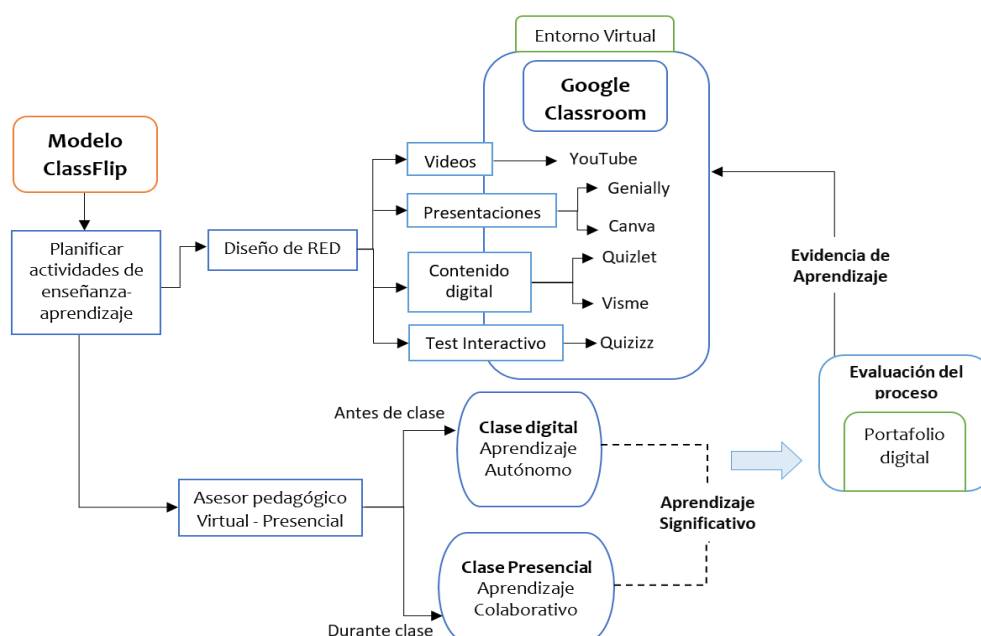 Entorno Virtual
Google
Classroom
Modelo
ClassFlip
Videos
YouTube
Presentaciones
Genially
Canva
Planificar
actividades de
enseñanza-
aprendizaje
Diseño de RED
Contenido
digital
Quizlet
Visme
Test Interactivo
Quizizz
Evidencia de
Aprendizaje
Evaluación del
proceso
Portafolio
digital
Antes de clase
Clase digital
Aprendizaje
Autónomo
Asesor pedagógico
Virtual - Presencial
Aprendizaje
Significativo
Clase Presencial
Aprendizaje
Colaborativo
Durante clase